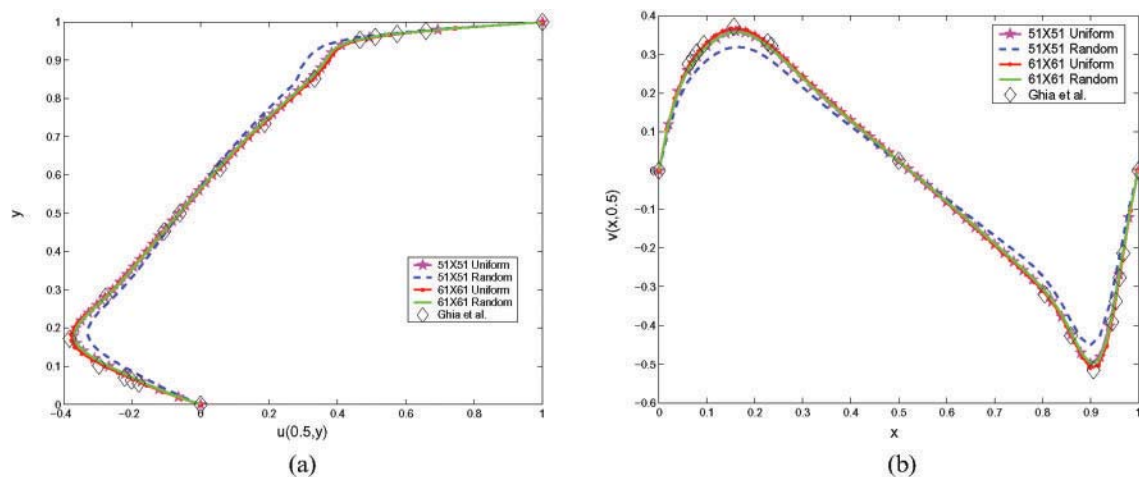 1
0.9
0.8
0.7
0.6
0.5
0.4
0.3
0.2
0.1
0
y
−0.4 −0.2 0 0.2 0.4 0.6 0.8 1
u(0.5,y)
51X51 Uniform
51X51 Random
61X61 Uniform
61X61 Random
Ghia et al.
(a)
0.4
0.3
0.2
0.1
0
−0.1
−0.2
−0.3
−0.4
−0.5
−0.6
v(x,0.5)
0 0.1 0.2 0.3 0.4 0.5 0.6 0.7 0.8 0.9 1
x
51X51 Uniform
51X51 Random
61X61 Uniform
61X61 Random
Ghia et al.
(b)